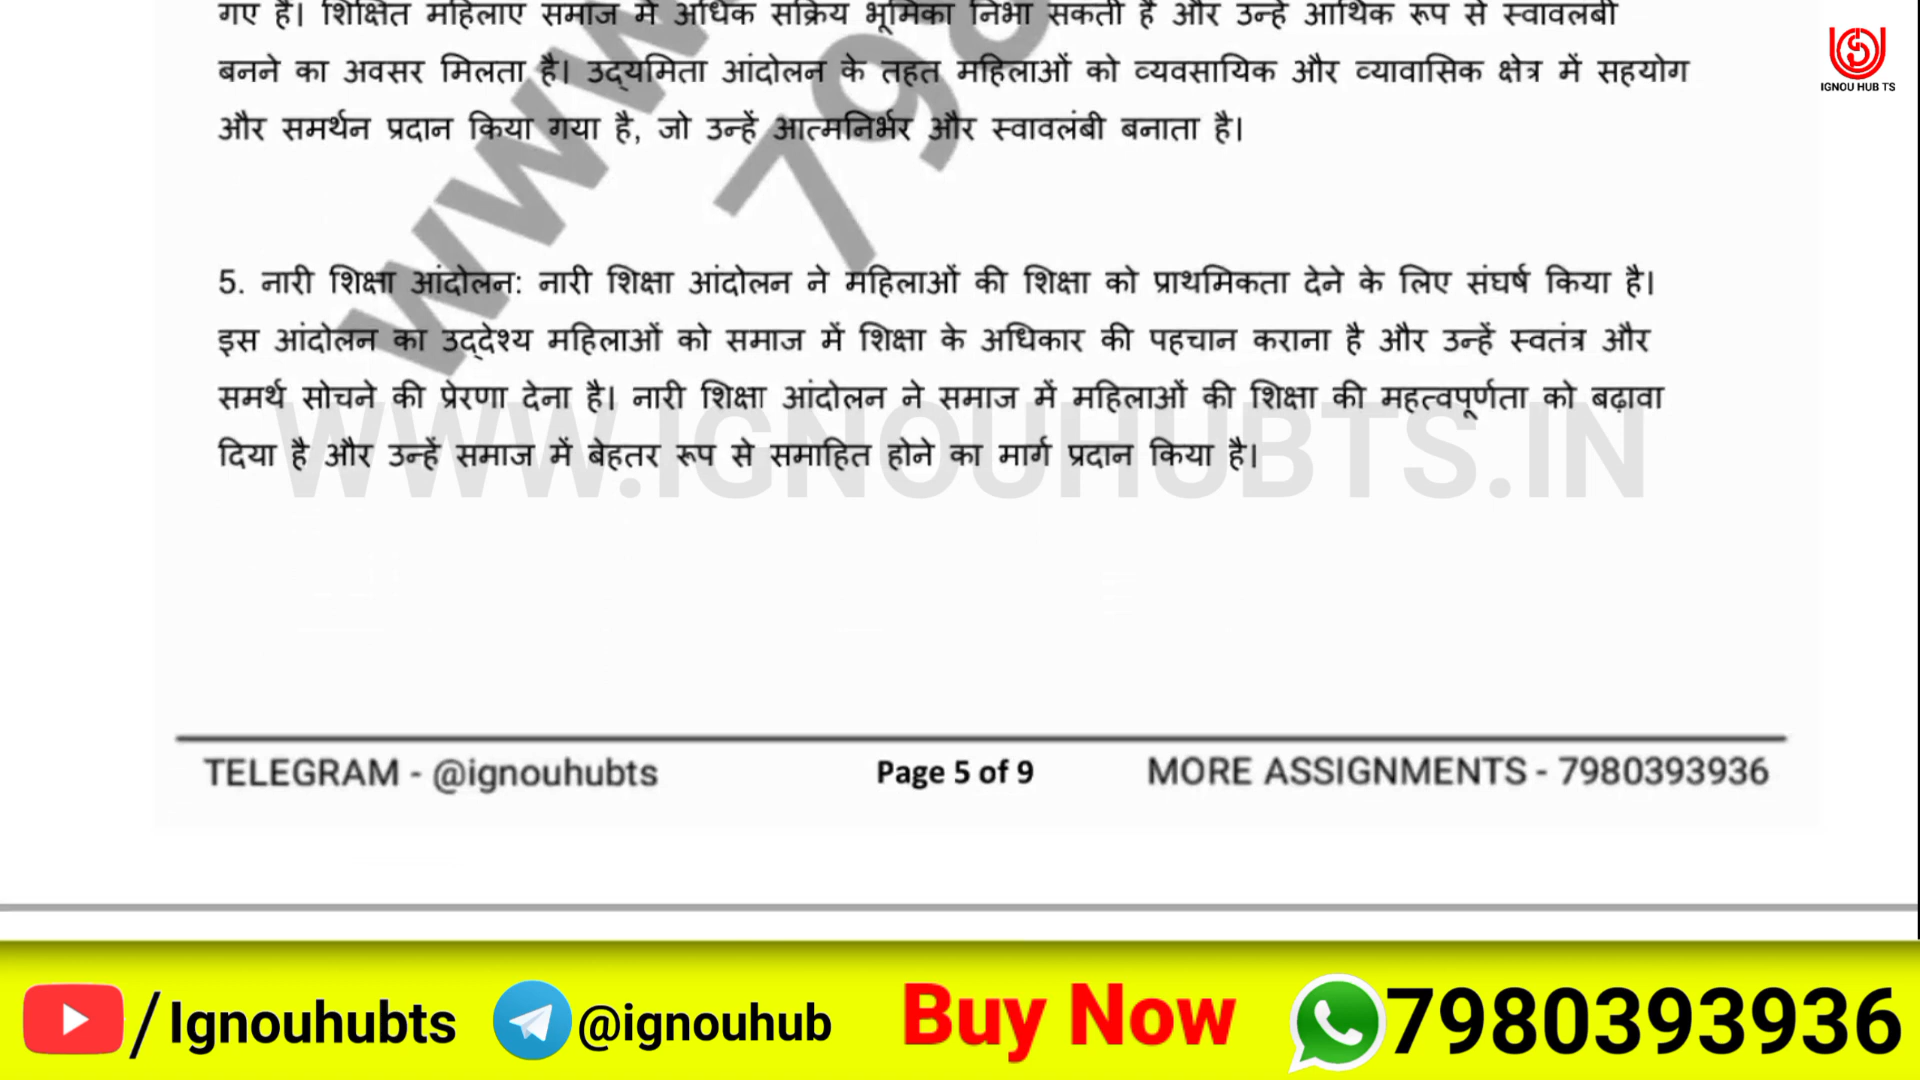 गए हैं। शिक्षित महिलाएं समाज में अधिक सक्रिय भूमिका निभा सकती हैं और उन्हें आर्थिक रूप से स्वावलंबी
बनने का अवसर मिलता है। उद्यमिता आंदोलन के तहत महिलाओं को व्यवसायिक और व्यावासिक क्षेत्र में सहयोग
और समर्थन प्रदान किया गया है, जो उन्हें आत्मनिर्भर और स्वावलंबी बनाता है।
IGNOU HUB TS
5. नारी शिक्षा आंदोलन: नारी शिक्षा आंदोलन ने महिलाओं की शिक्षा को प्राथमिकता देने के लिए संघर्ष किया है।
इस आंदोलन का उद्देश्य महिलाओं को समाज में शिक्षा के अधिकार की पहचान कराना है और उन्हें स्वतंत्र और
समर्थ सोचने की प्रेरणा देना है। नारी शिक्षा आंदोलन ने समाज में महिलाओं की शिक्षा की महत्वपूर्णता को बढ़ावा
दिया है और उन्हें समाज में बेहतर रूप से समाहित होने का मार्ग प्रदान किया है।
WWW.IGNOUHUBTS.IN
TELEGRAM - @ignouhubts Page 5 of 9 MORE ASSIGNMENTS - 7980393936
/Ignouhubts @ignouhub Buy Now 7980393936